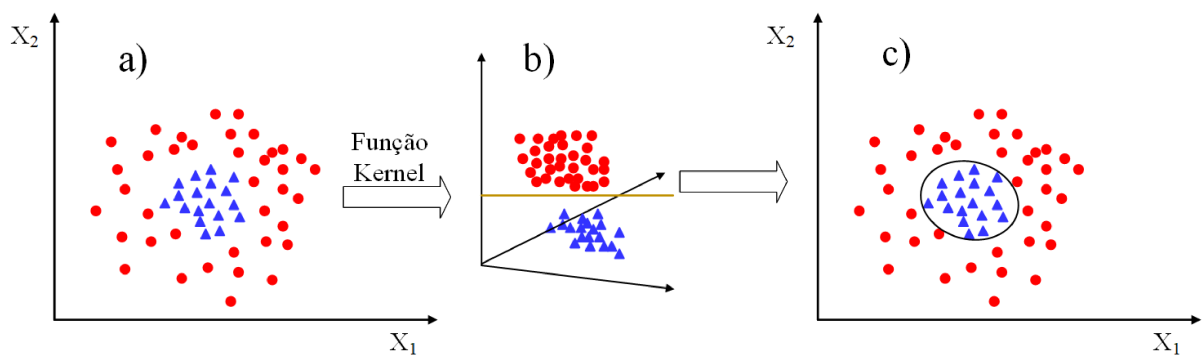 X2
a)
X1
Função
Kernel
b)
X2
c)
X1